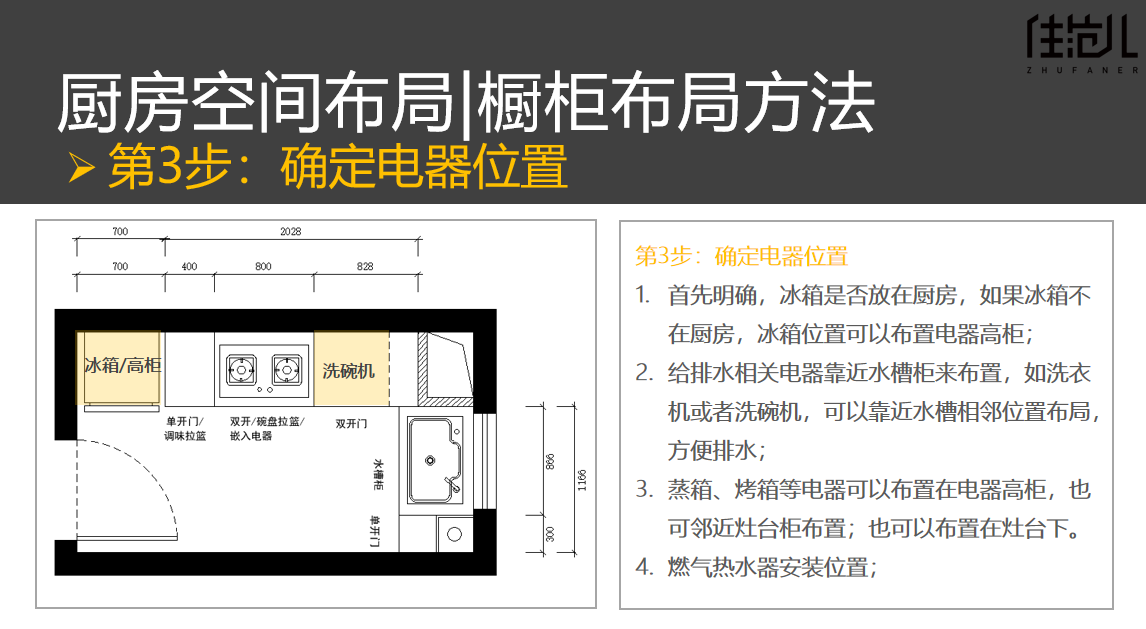 住范儿
ZHUFANER
厨房空间布局|橱柜布局方法
第3步：确定电器位置
700
2028
700
400
800
828
冰箱/高柜
洗碗机
单开门/
调味拉篮
双开/碗盘拉篮/
嵌入电器
双开门
水槽柜
单开门
866
1166
300
第3步：确定电器位置
1. 首先明确，冰箱是否放在厨房，如果冰箱不
在厨房，冰箱位置可以布置电器高柜；
2. 给排水相关电器靠近水槽柜来布置，如洗衣
机或者洗碗机，可以靠近水槽相邻位置布局，
方便排水；
3. 蒸箱、烤箱等电器可以布置在电器高柜，也
可邻近灶台柜布置；也可以布置在灶台下。
4. 燃气热水器安装位置；